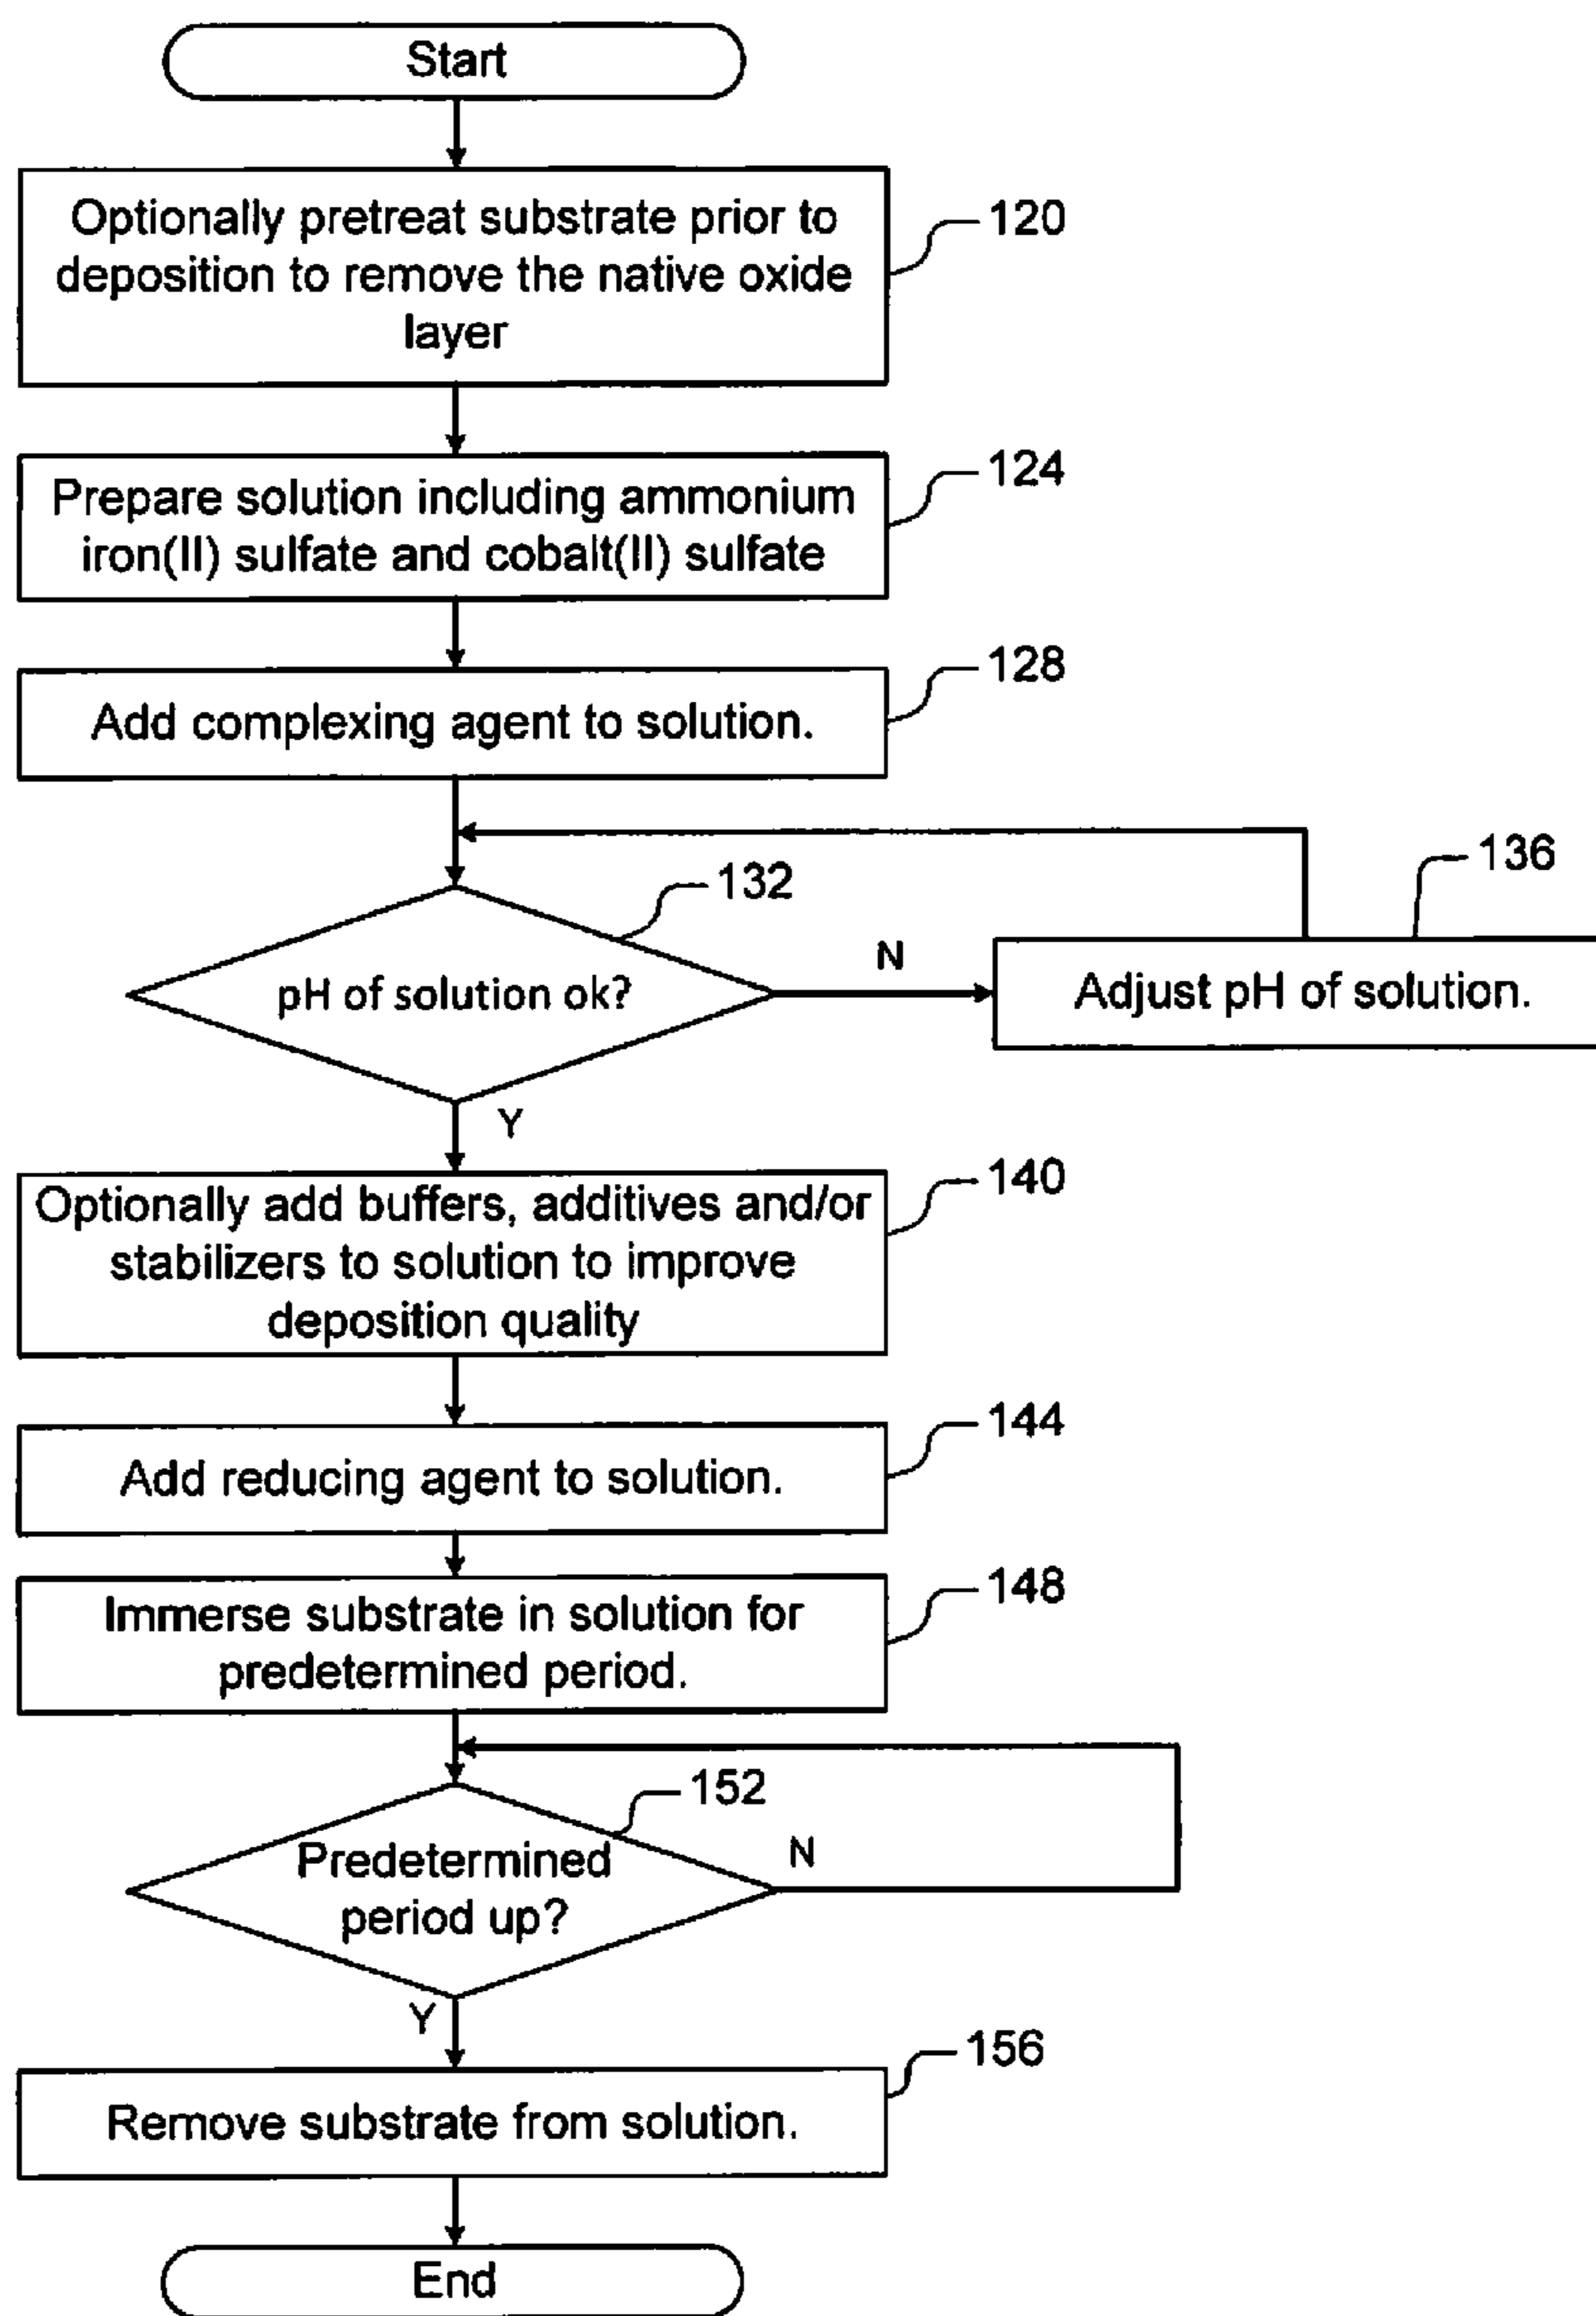 Start
Optionally pretreat substrate prior to
deposition to remove the native oxide
layer
120
Prepare solution including ammonium
iron(II) sulfate and cobalt(II) sulfate
124
Add complexing agent to solution.
128
132
pH of solution ok?
N
136
Adjust pH of solution.
Y
Optionally add buffers, additives and/or
stabilizers to solution to improve
deposition quality
140
Add reducing agent to solution.
144
Immerse substrate in solution for
predetermined period.
148
152
Predetermined
period up?
N
Y
Remove substrate from solution.
156
End